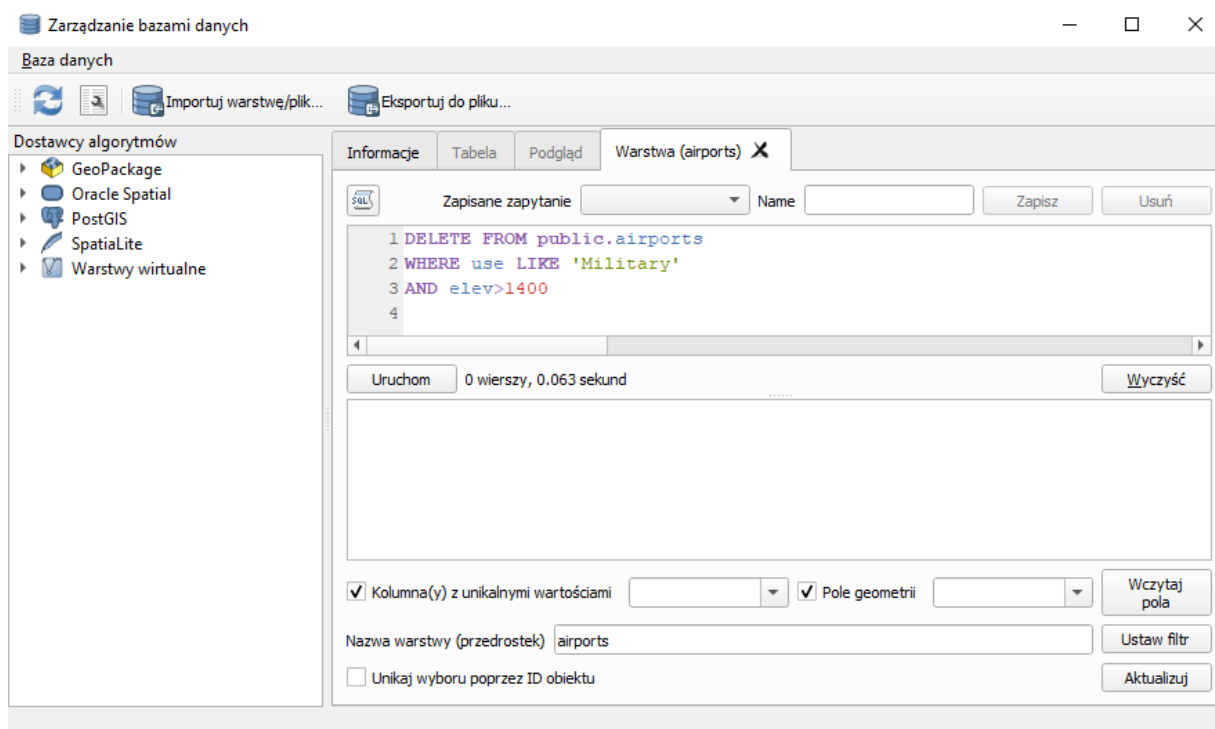 Zarządzanie bazami danych
Baza danych
Importuj warstwę/plik... Eksportuj do pliku...
Dostawcy algorytmów
GeoPackage
Oracle Spatial
PostGIS
SpatiaLite
Warstwy wirtualne
Informacje Tabela Podgląd Warstwa (airports)
SQL Zapisane zapytanie Name Zapisz Usuń
1 DELETE FROM public.airports
2 WHERE use LIKE 'Military'
3 AND elev>1400
4
Uruchom 0 wierszy, 0.063 sekund Wyczyść
Kolumna(y) z unikalnymi wartościami Pole geometrii Wczytaj pola
Nazwa warstwy (przedrostek) airports Ustaw filtr
Unikaj wyboru poprzez ID obiektu Aktualizuj